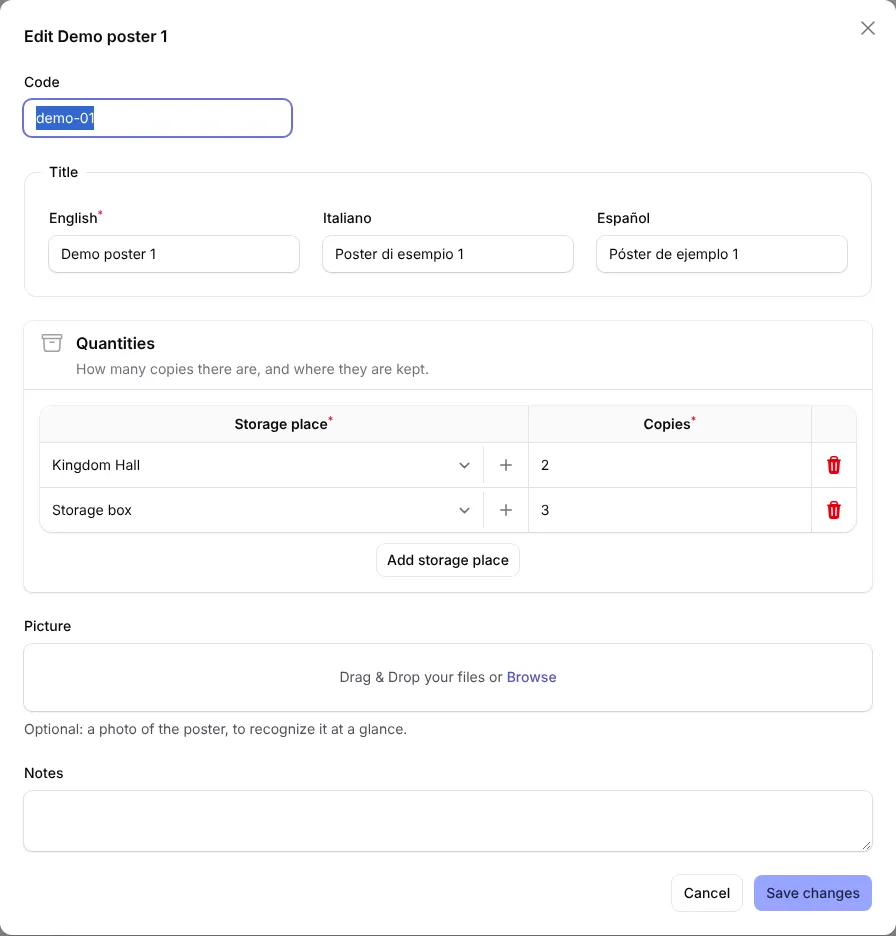 Edit Demo poster 1
Code
demo-01
Title
English*
Italiano
Español
Demo poster 1
Poster di esempio 1
Póster de ejemplo 1
Quantities
How many copies there are, and where they are kept.
Storage place*
Copies*
Kingdom Hall
2
Storage box
3
Add storage place
Picture
Drag & Drop your files or Browse
Optional: a photo of the poster, to recognize it at a glance.
Notes
Cancel
Save changes